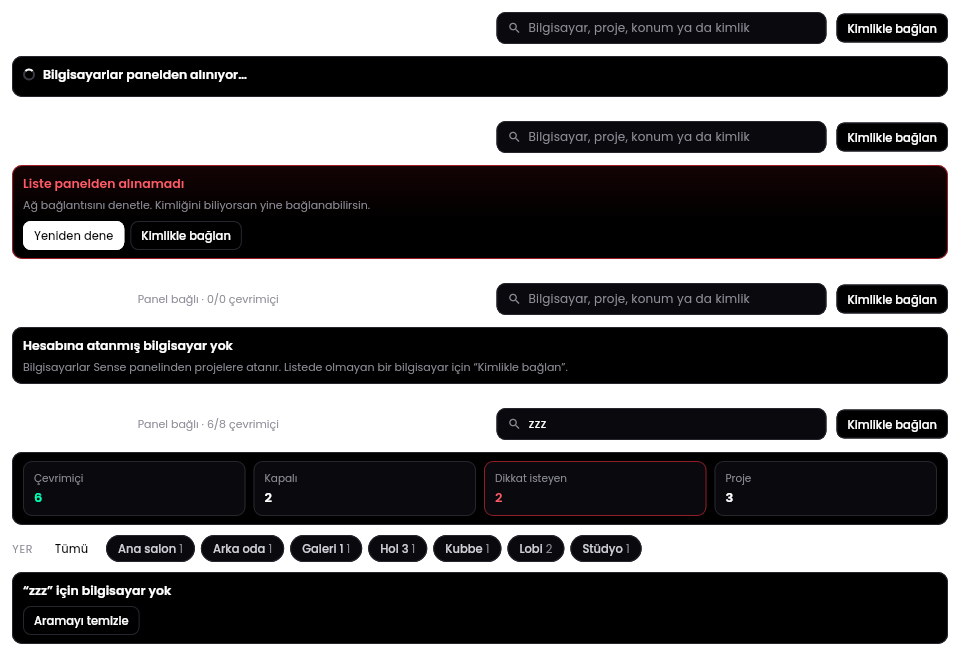 Bilgisayar, proje, konum ya da kimlik Kimlikle bağlan
Bilgisayarlar panelden alınıyor...
Bilgisayar, proje, konum ya da kimlik Kimlikle bağlan
Liste panelden alınamadı
Ağ bağlantısını denetle. Kimliğini biliyorsan yine bağlanabilirsin.
Yeniden dene Kimlikle bağlan
Panel bağlı · 0/0 çevrimiçi Bilgisayar, proje, konum ya da kimlik Kimlikle bağlan
Hesabına atanmış bilgisayar yok
Bilgisayarlar Sense panelinden projelere atanır. Listede olmayan bir bilgisayar için “Kimlikle bağlan”.
Panel bağlı · 6/8 çevrimiçi zzz Kimlikle bağlan
Çevrimiçi Kapalı Dikkat isteyen Proje
6 2 2 3
YER Tümü Ana salon 1 Arka oda 1 Galeri 1 1 Hol 3 1 Kubbe 1 Lobi 2 Stüdyo 1
“zzz” için bilgisayar yok
Aramayı temizle